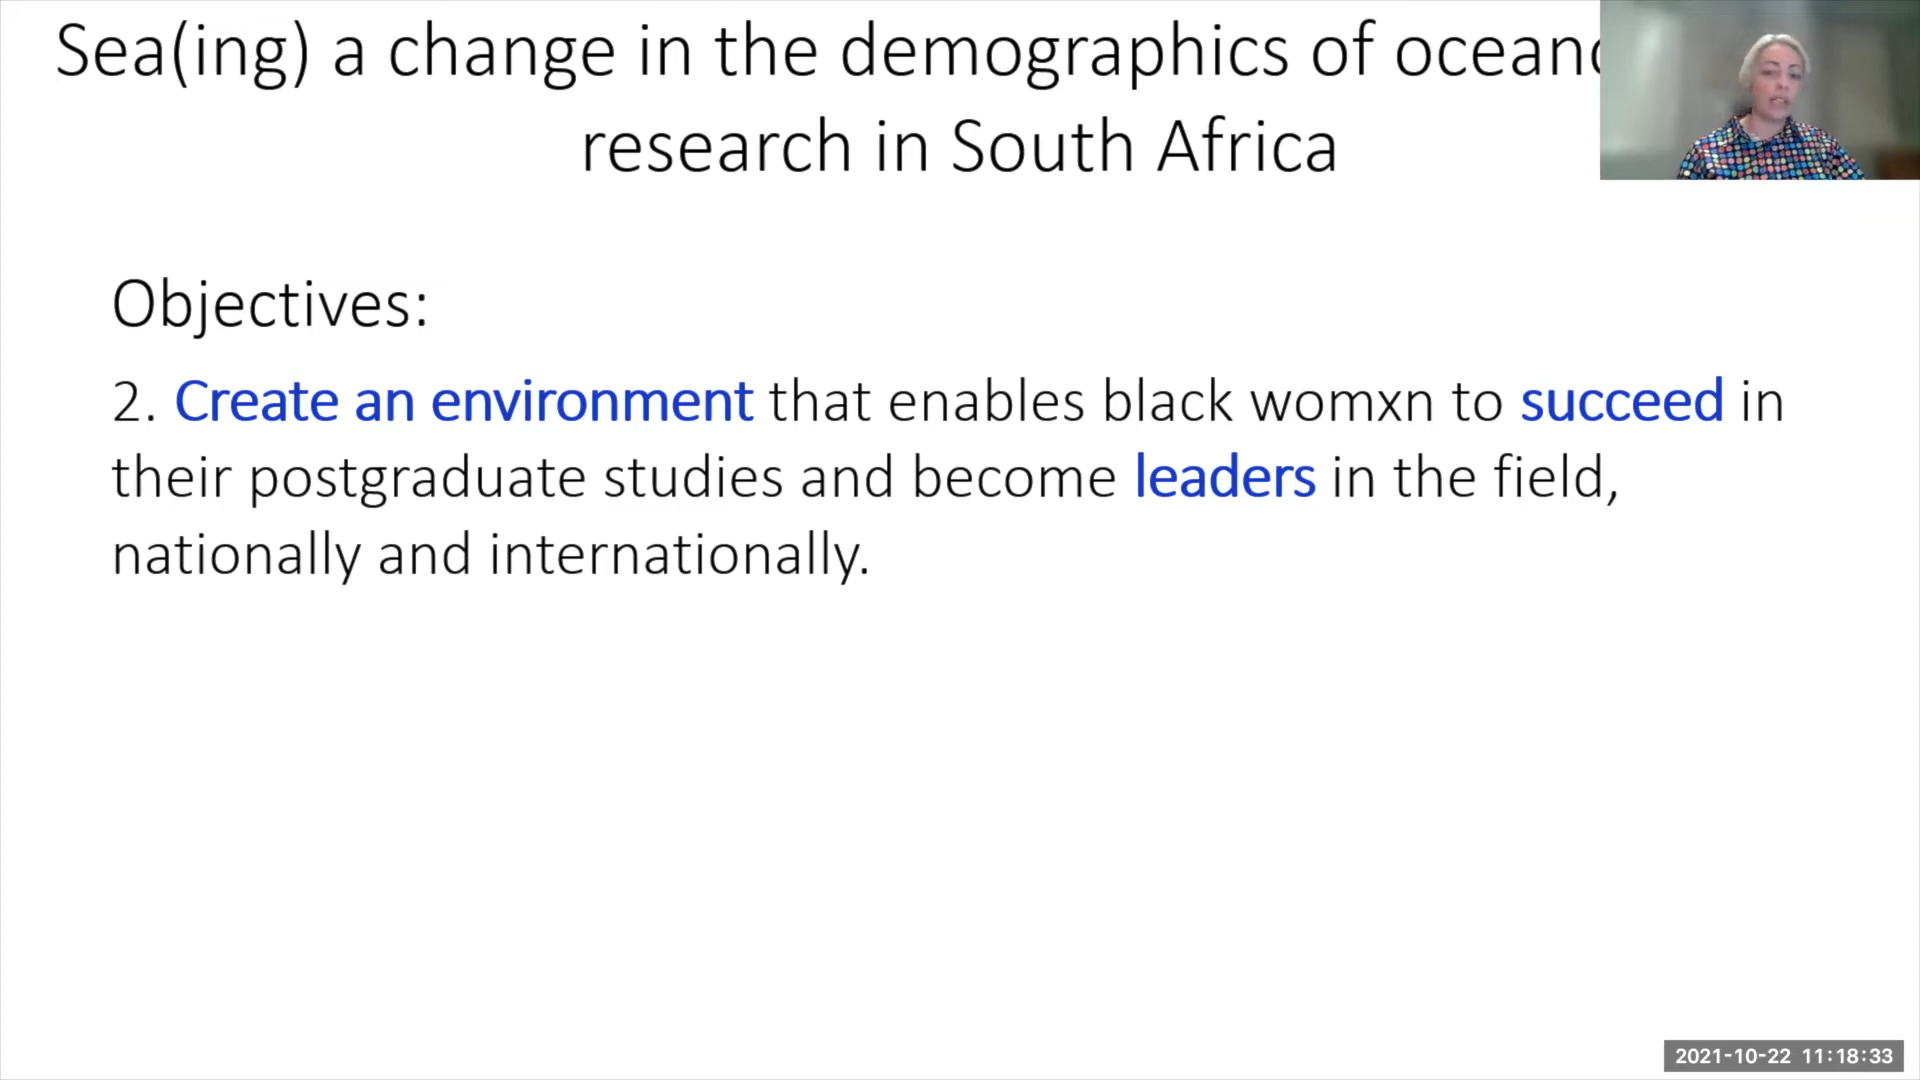 Sea(ing) a change in the demographics of
research in South Africa
Objectives:
2. Create an environment that enables black womxn to succeed in
their postgraduate studies and become leaders in the field,
nationally and internationally.
2021-10-22 11:18:33